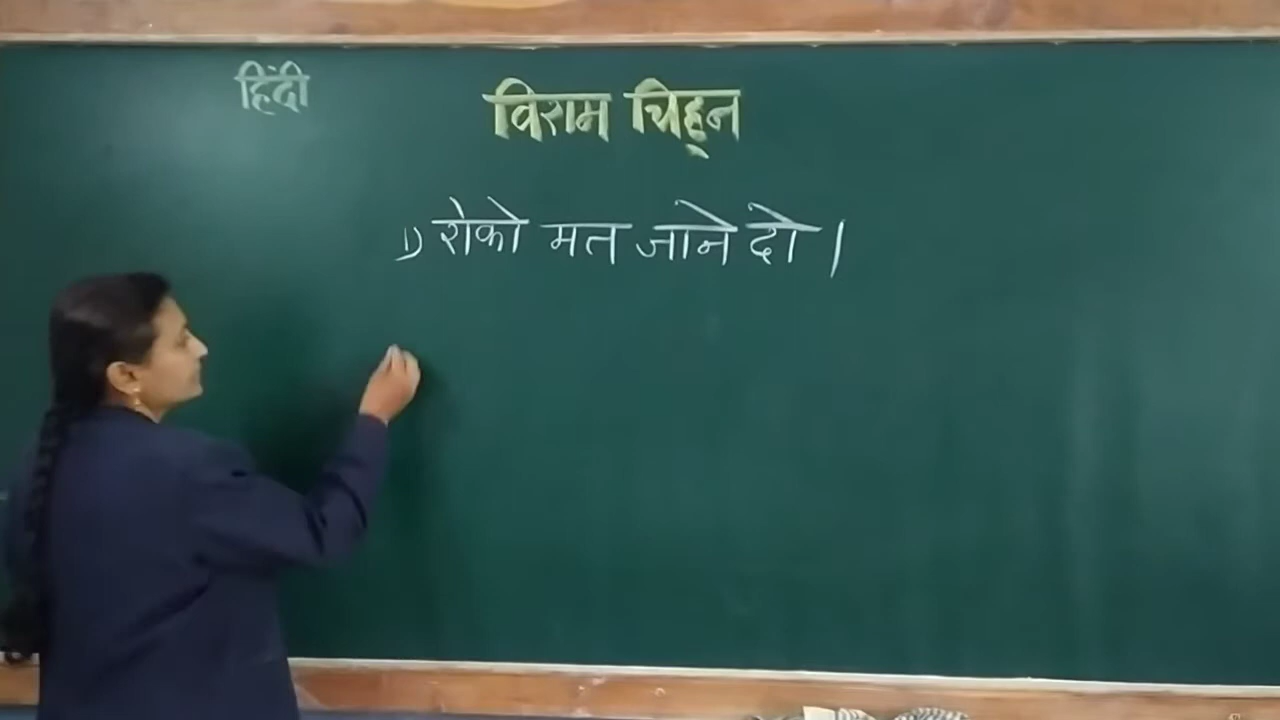 हिंदी
विराम चिह्न
1) रोको मत जाने दो ।